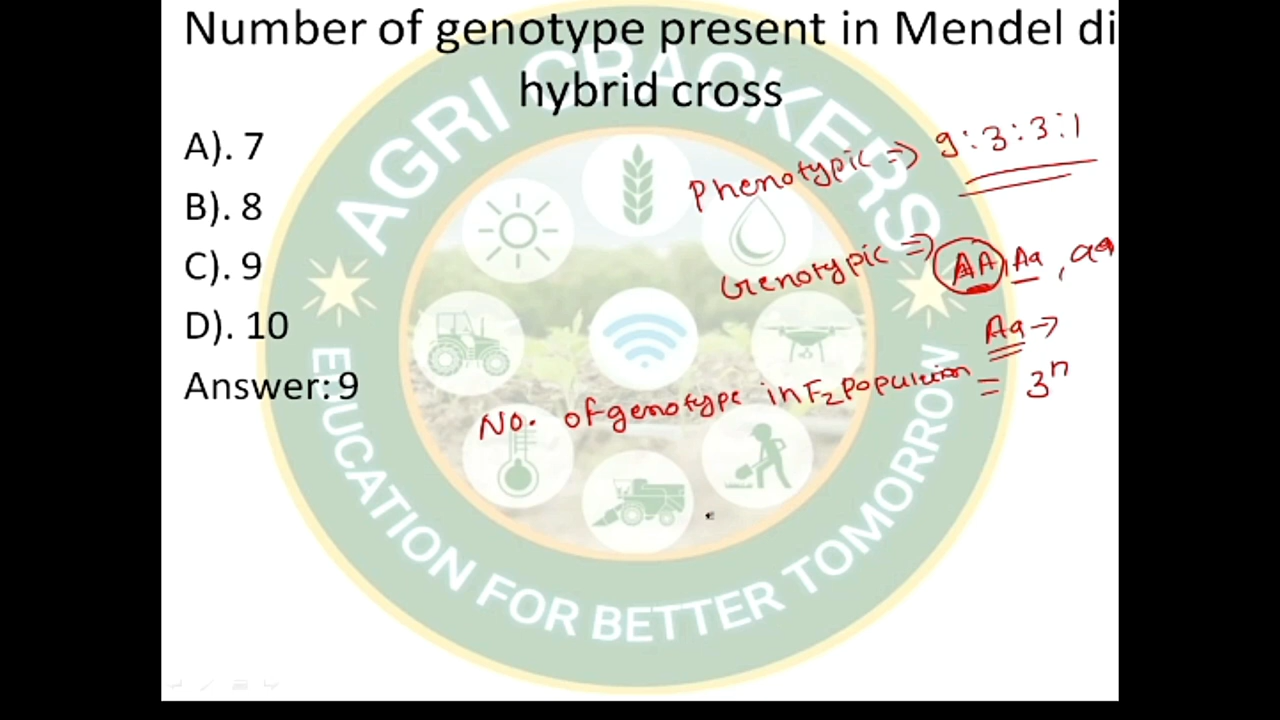 Number of genotype present in Mendel di
hybrid cross
A). 7
B). 8
C). 9
D). 10
Answer: 9
Phenotypic => 9:3:3:1
Genotypic => AA, Aa, aa
Aa ->
No. of genotype in F2 population = 3^n
AGRI CRACKERS
EDUCATION FOR BETTER TOMORROW